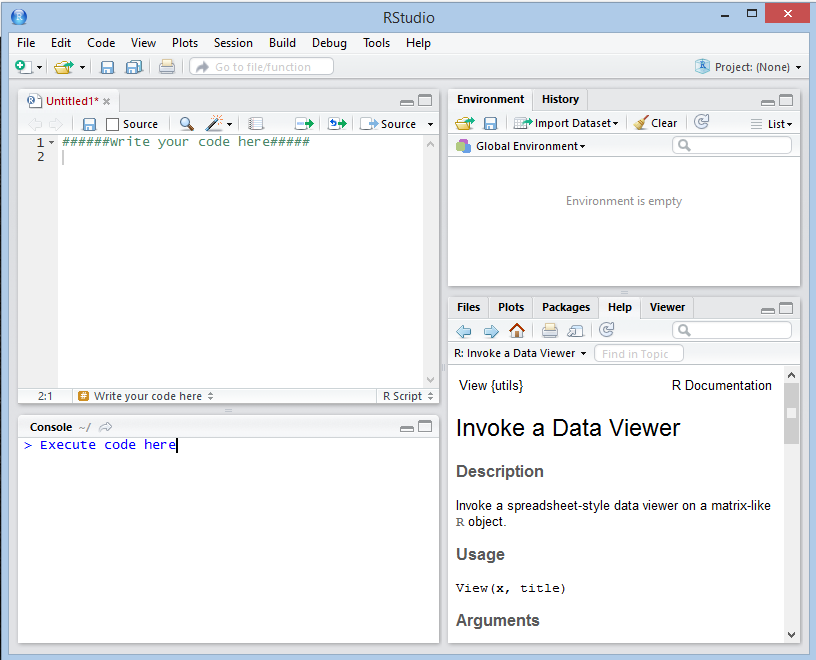 RStudio
File Edit Code View Plots Session Build Debug Tools Help
Go to file/function Project: (None)
Untitled1*
Source Source
1 ######Write your code here#####
2
2:1 # Write your code here R Script
Console ~/
> Execute code here
Environment History
Import Dataset Clear List
Global Environment
Environment is empty
Files Plots Packages Help Viewer
R: Invoke a Data Viewer Find in Topic
View {utils} R Documentation
Invoke a Data Viewer
Description
Invoke a spreadsheet-style data viewer on a matrix-like
R object.
Usage
View(x, title)
Arguments